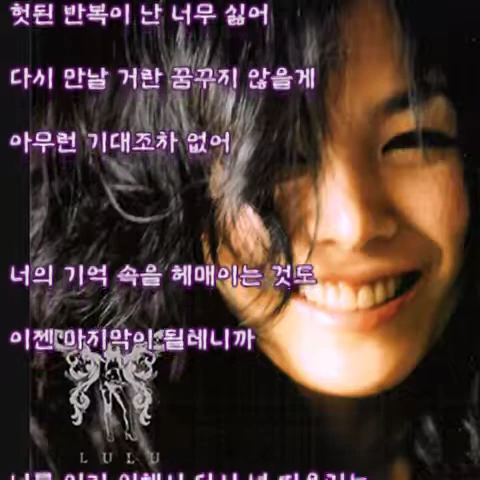 헛된 반복이 난 너무 싫어
다시 만날 거란 꿈꾸지 않을게
아무런 기대조차 없어
너의 기억 속을 헤매이는 것도
이젠 마지막이 될레니까
LULU